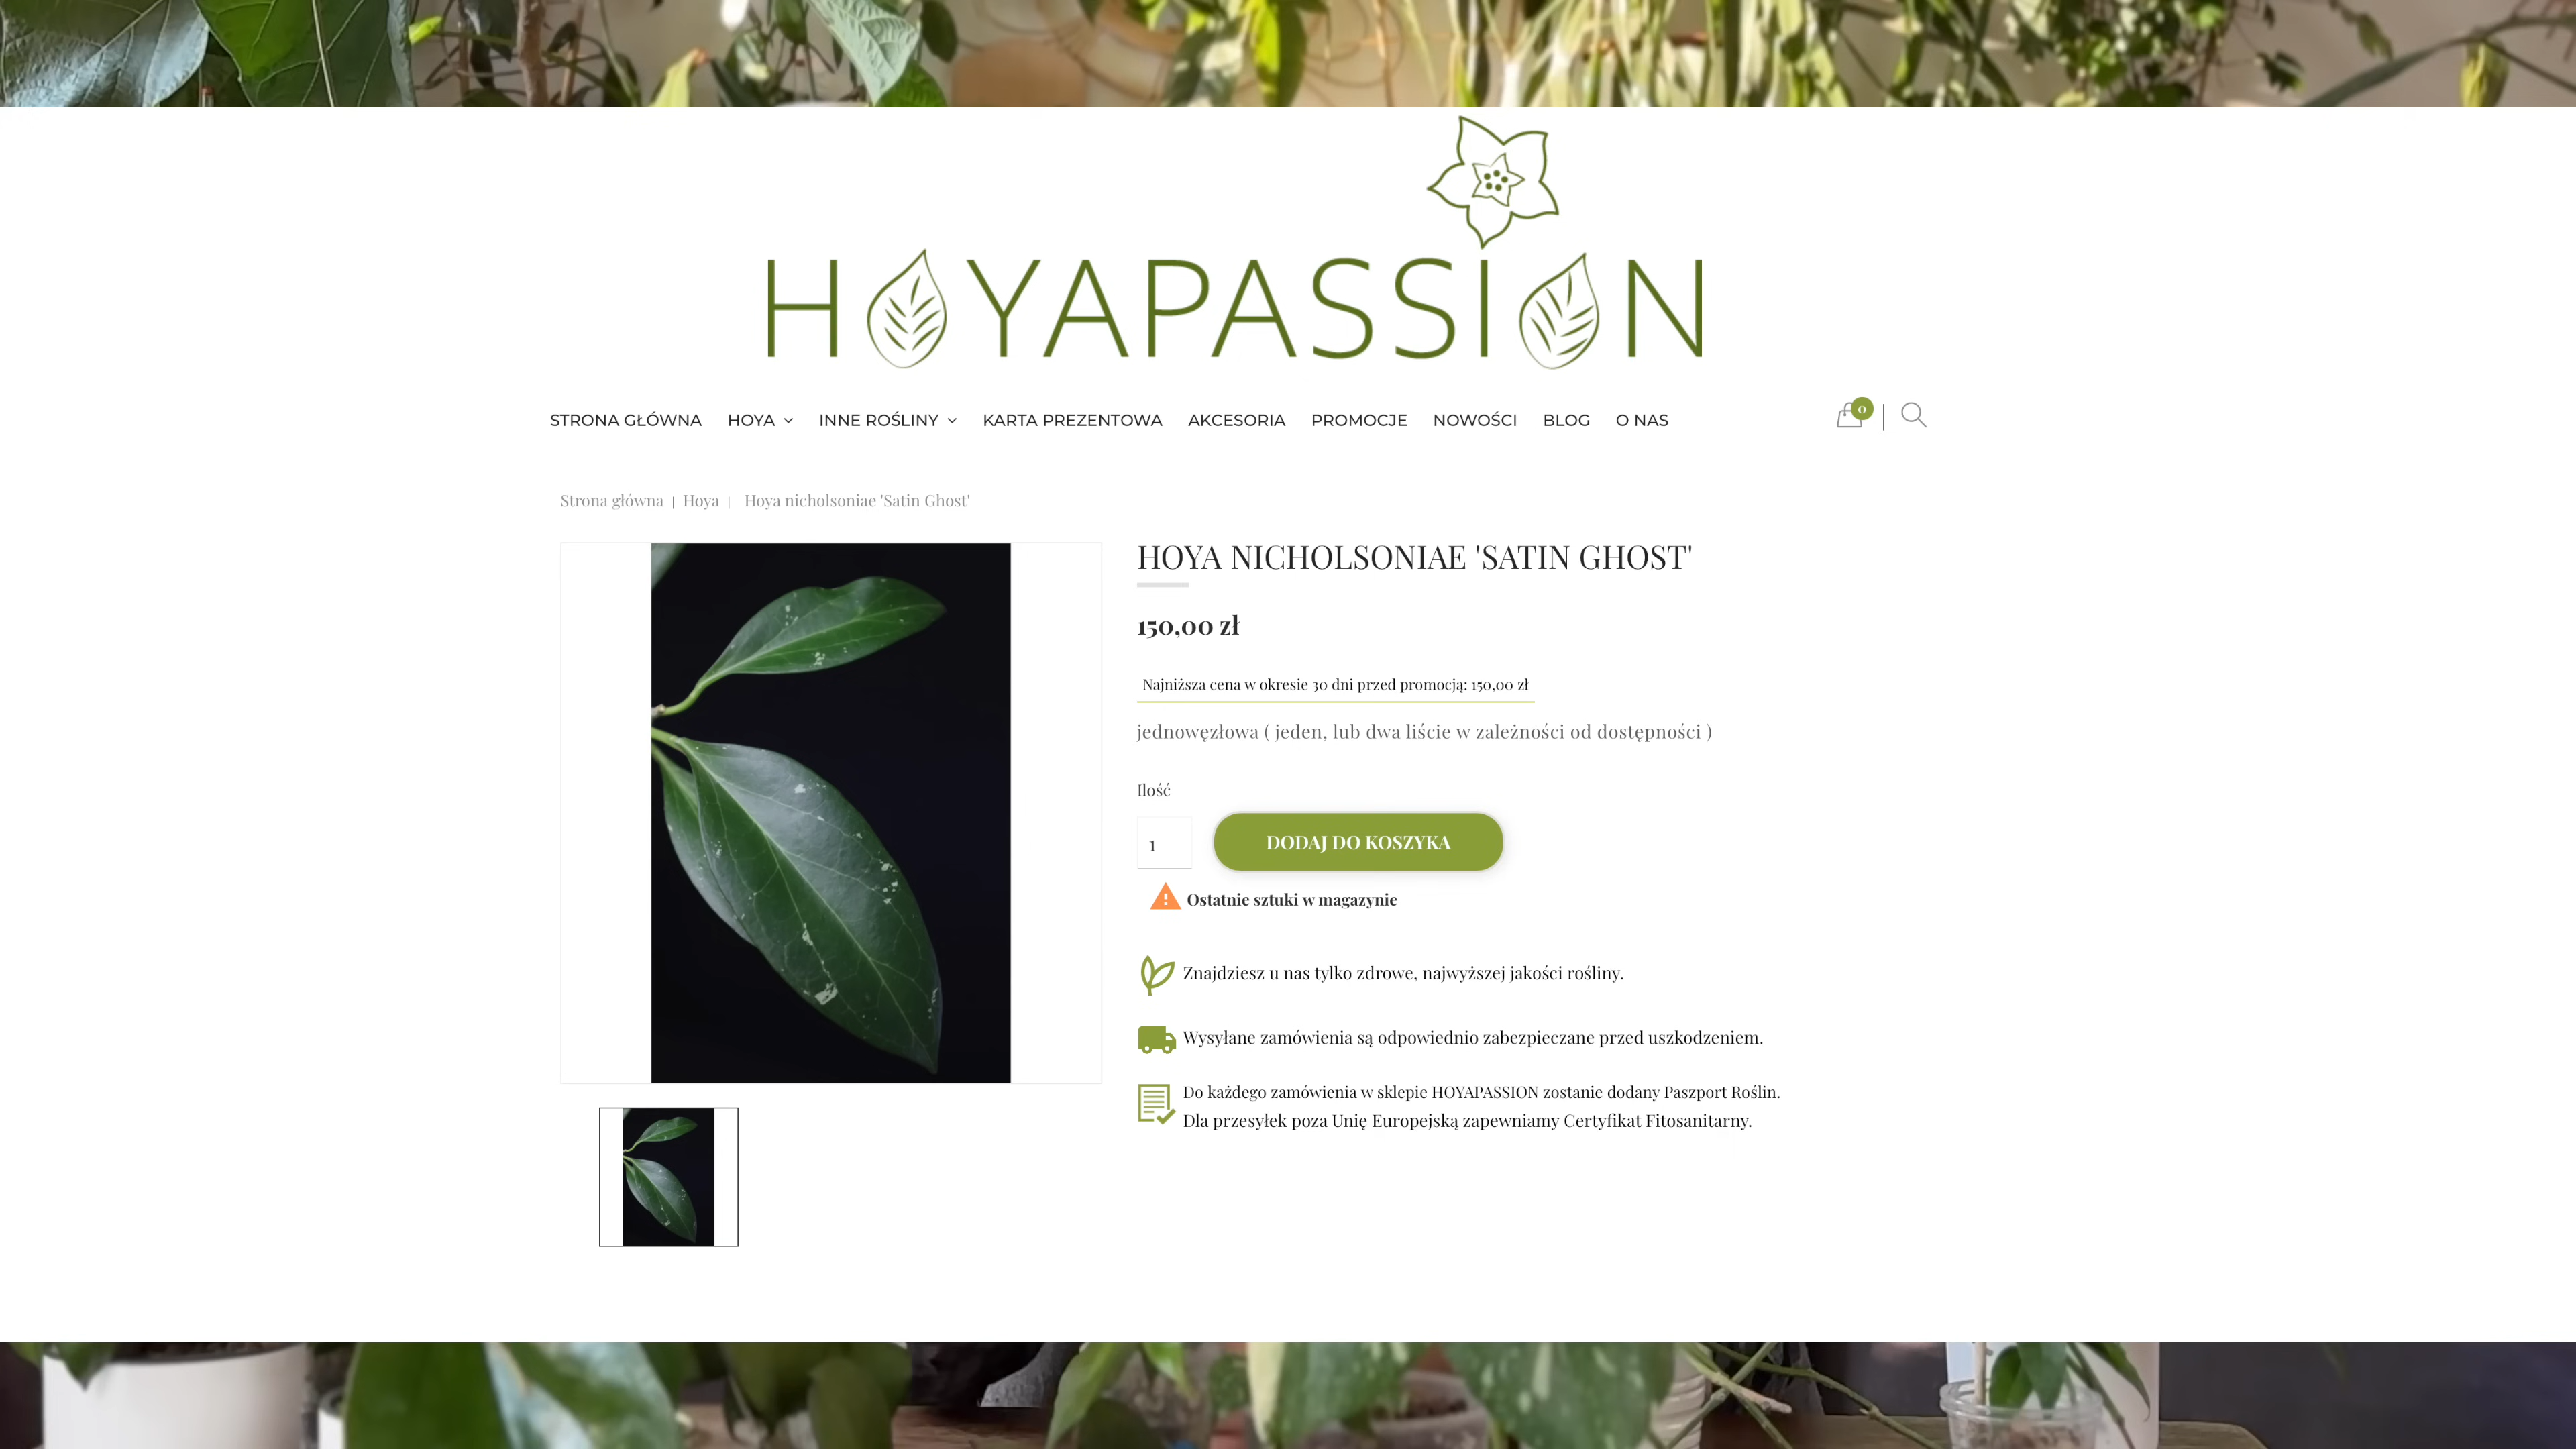 HOYAPASSION
STRONA GŁÓWNA HOYA INNE ROŚLINY KARTA PREZENTOWA AKCESORIA PROMOCJE NOWOŚCI BLOG O NAS 0
Strona główna | Hoya | Hoya nicholsoniae 'Satin Ghost'
HOYA NICHOLSONIAE 'SATIN GHOST'
150,00 zł
Najniższa cena w okresie 30 dni przed promocją: 150,00 zł
jednowęzłowa ( jeden, lub dwa liście w zależności od dostępności )
Ilość
1 DODAJ DO KOSZYKA
Ostatnie sztuki w magazynie
Znajdziesz u nas tylko zdrowe, najwyższej jakości rośliny.
Wysyłane zamówienia są odpowiednio zabezpieczane przed uszkodzeniem.
Do każdego zamówienia w sklepie HOYAPASSION zostanie dodany Paszport Roślin.
Dla przesyłek poza Unię Europejską zapewniamy Certyfikat Fitosanitarny.